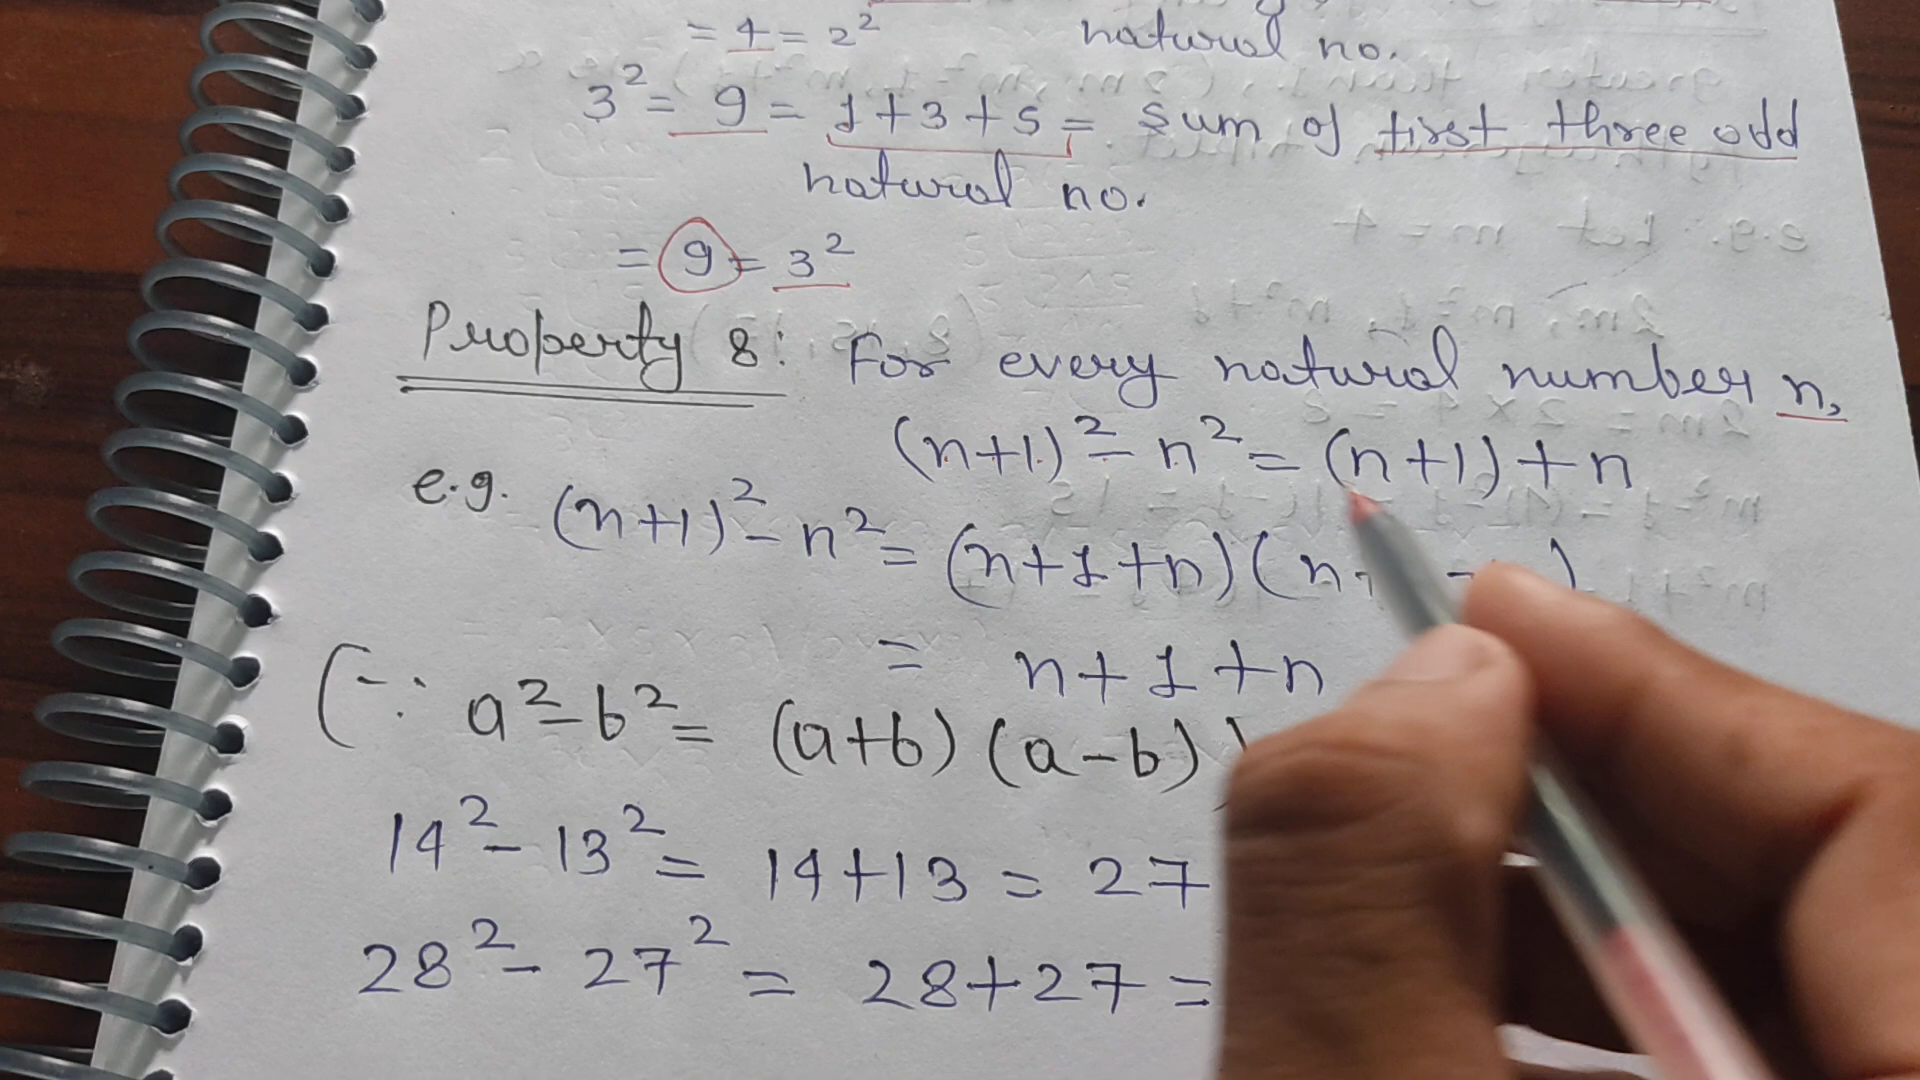 = 4 = 2² natural no.
3² = 9 = 1+3+5 = sum of first three odd
natural no.
= 9 = 3²
Property 8: For every natural number n,
(n+1)² - n² = (n+1) + n
e.g. (n+1)² - n² = (n+1+n)(n+
= n+1+n
(∵ a² - b² = (a+b)(a-b))
14² - 13² = 14+13 = 27
28² - 27² = 28+27 =